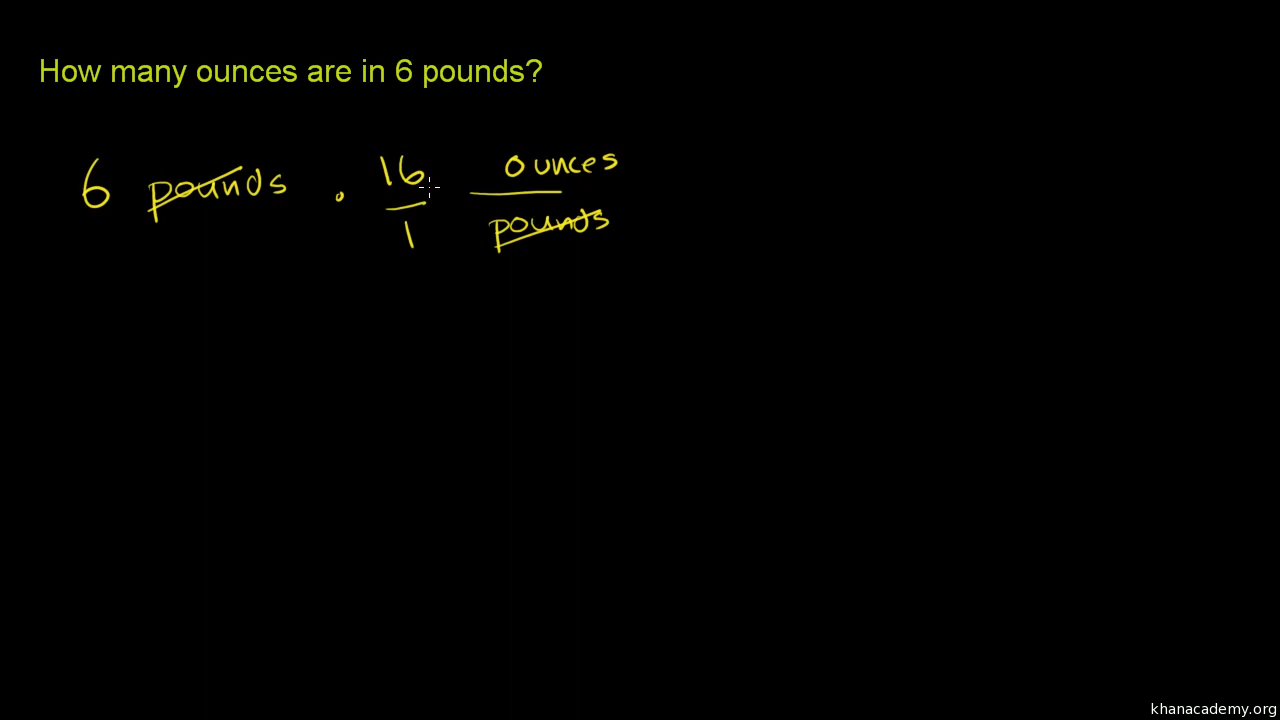 How many ounces are in 6 pounds?
6 pounds . 16/1 ounces/pounds
khanacademy.org